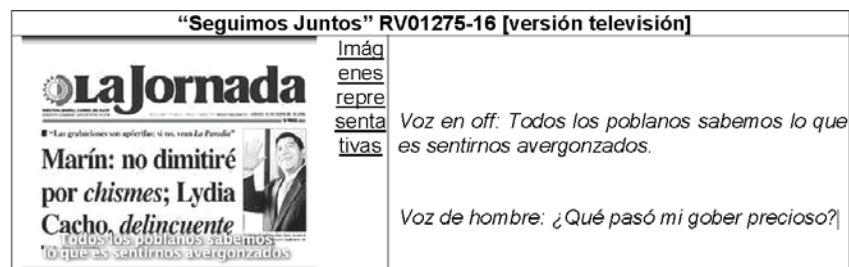 “Seguimos Juntos” RV01275-16 [versión televisión]
La Jornada
“Las grabaciones son apócrifas; si no, vean La Parodia”
Marín: no dimitiré
por chismes; Lydia
Cacho, delincuente
Todos los poblanos sabemos
lo que es sentirnos avergonzados
Imág
enes
repre
senta
tivas
Voz en off: Todos los poblanos sabemos lo que
es sentirnos avergonzados.
Voz de hombre: ¿Qué pasó mi gober precioso?